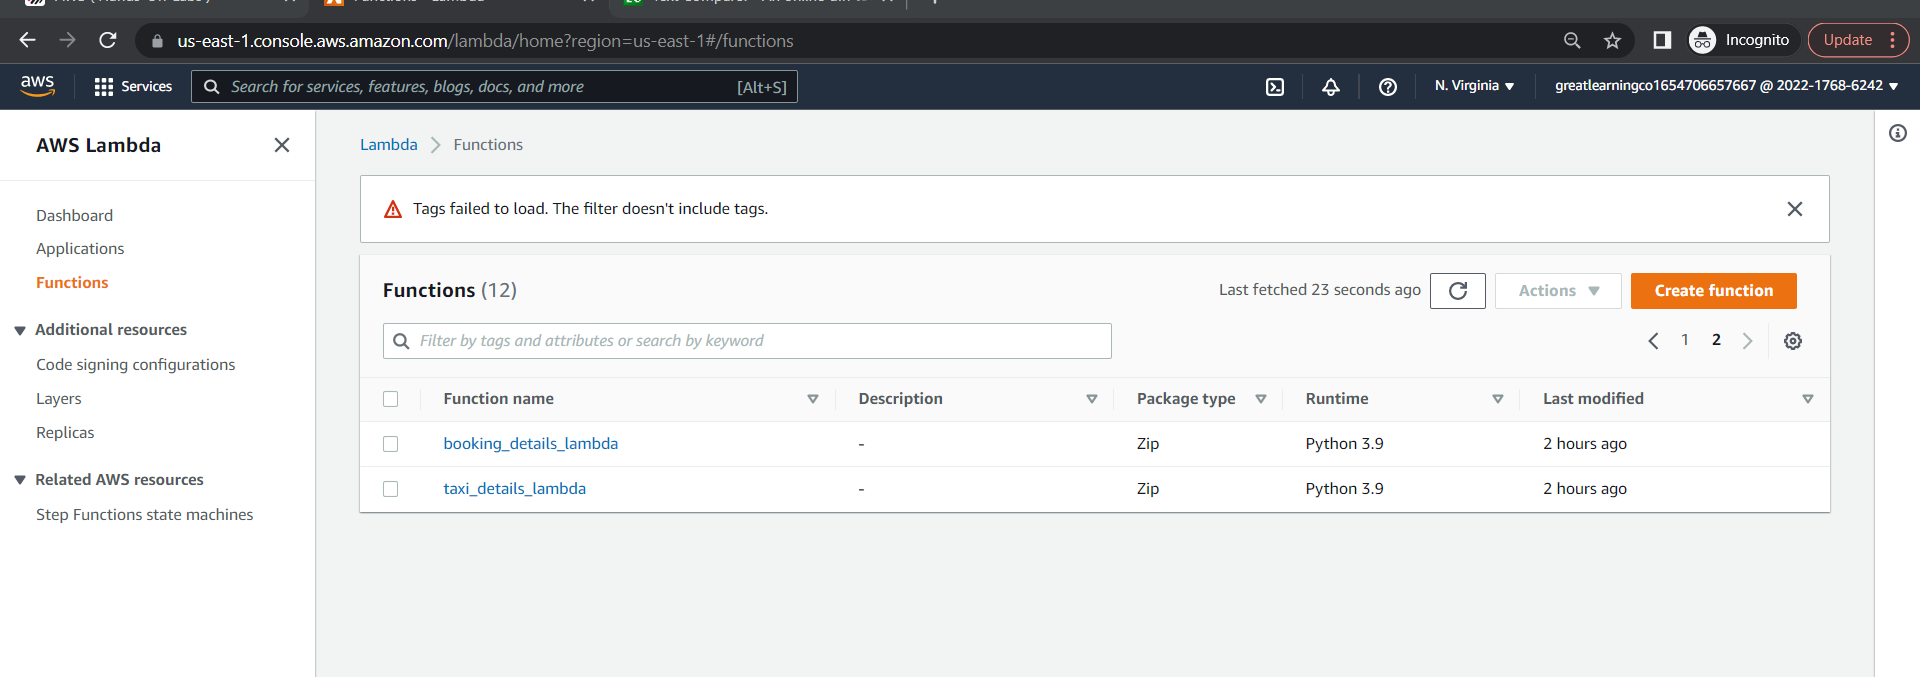 us-east-1.console.aws.amazon.com/lambda/home?region=us-east-1#/functions
Incognito
Update
aws
Services
Search for services, features, blogs, docs, and more
[Alt+S]
N. Virginia
greatlearningco1654706657667 @ 2022-1768-6242
AWS Lambda
Dashboard
Applications
Functions
Additional resources
Code signing configurations
Layers
Replicas
Related AWS resources
Step Functions state machines
Lambda
Functions
Tags failed to load. The filter doesn't include tags.
Functions (12)
Last fetched 23 seconds ago
Actions
Create function
Filter by tags and attributes or search by keyword
1 2
Function name Description Package type Runtime Last modified
booking_details_lambda - Zip Python 3.9 2 hours ago
taxi_details_lambda - Zip Python 3.9 2 hours ago